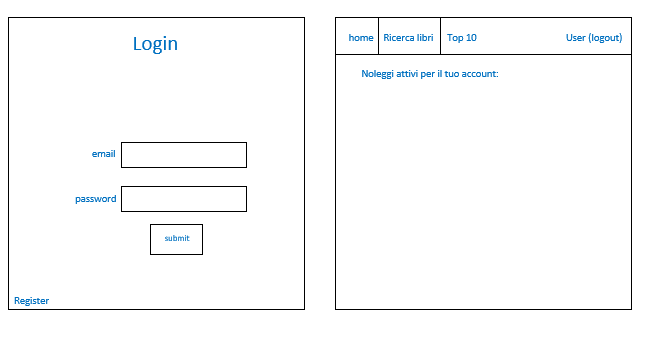 Login
email
password
submit
Register
home Ricerca libri Top 10 User (logout)
Noleggi attivi per il tuo account: